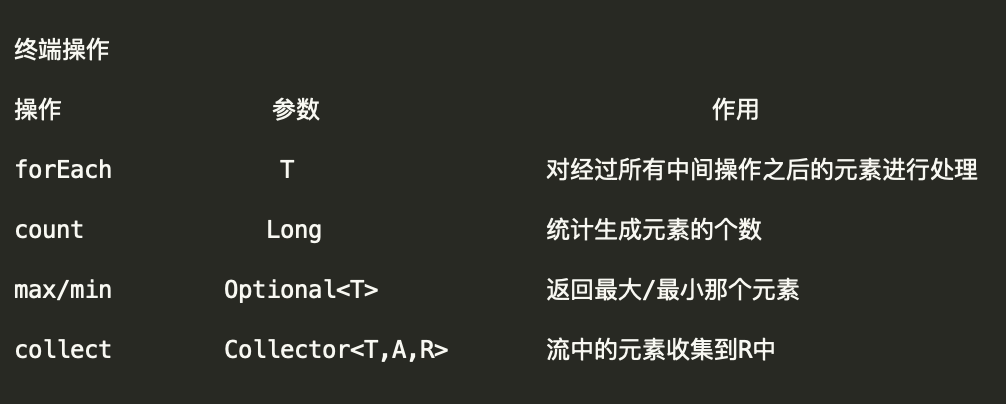 终端操作
操作 参数 作用
forEach T 对经过所有中间操作之后的元素进行处理
count Long 统计生成元素的个数
max/min Optional<T> 返回最大/最小那个元素
collect Collector<T,A,R> 流中的元素收集到R中